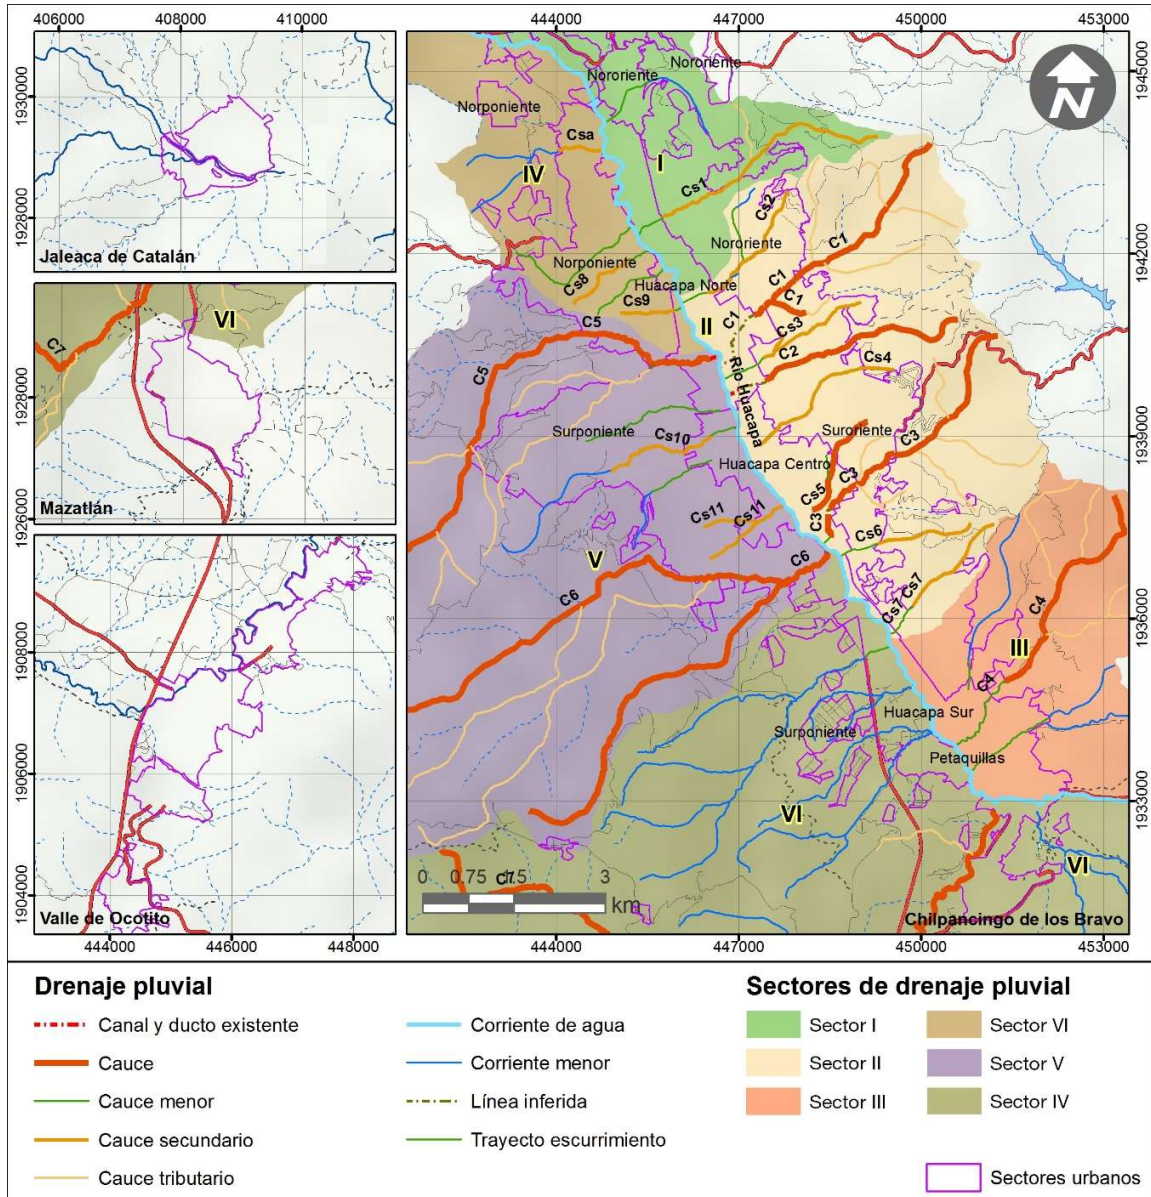 406000 408000 410000
444000 447000 450000 453000
1930000
1928000
Jaleaca de Catalán
VI
C7
1928000
1926000
Mazatlán
1908000
1906000
1904000
Valle de Ocotito
444000 446000 448000
Nororiente
Nororiente
Norponiente
N
1945000
Csa
I
IV
Cs1
Cs2
Nororiente
C1
1942000
Norponiente
Cs8
Huacapa Norte
C1
C1
Cs9
C5
II
C1
Cs3
C2
C5
Río Huacapa
Cs4
Surponiente
Cs10
Suroriente
C3
1939000
Huacapa Centro
C3
Cs5
Cs11
Cs11
C3
Cs6
V
C6
C6
Cs7
Cs7
C4
1936000
III
C4
Huacapa Sur
Surponiente
Petaquillas
VI
1933000
VI
C7
0 0.75 1.5 3
km
Chilpancingo de los Bravo
444000 447000 450000 453000
Drenaje pluvial
Canal y ducto existente
Cauce
Cauce menor
Cauce secundario
Cauce tributario
Corriente de agua
Corriente menor
Línea inferida
Trayecto escurrimiento
Sectores de drenaje pluvial
Sector I
Sector II
Sector III
Sector VI
Sector V
Sector IV
Sectores urbanos